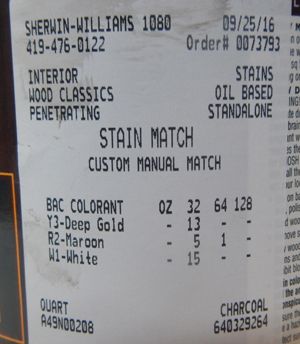 SHERWIN-WILLIAMS 1080 09/25/16
419-476-0122 Order# 0073793
INTERIOR STAINS
WOOD CLASSICS OIL BASED
PENETRATING STANDALONE
STAIN MATCH
CUSTOM MANUAL MATCH
BAC COLORANT OZ 32 64 128
Y3-Deep Gold - 13 - -
R2-Maroon - 5 1 -
W1-White - 15 - -
QUART CHARCOAL
A49N00208 640329264